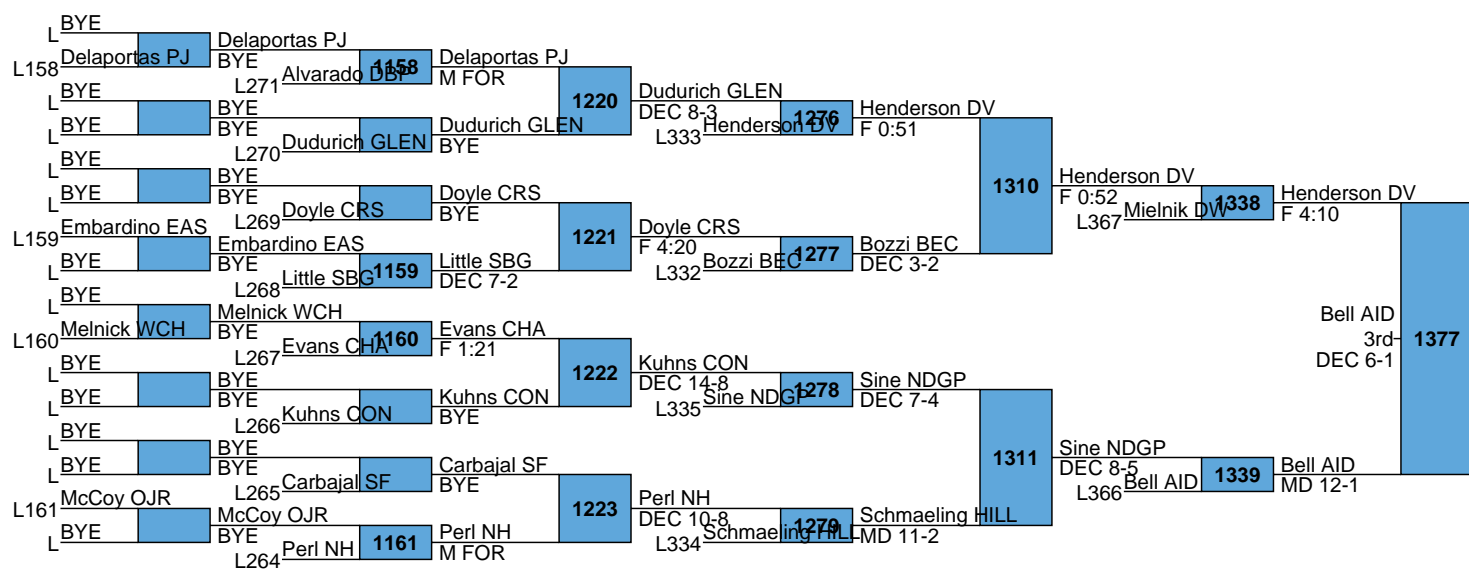 BYE
L
Delaportas PJ
L158
BYE
L
BYE
L
BYE
L
BYE
L
Embardino EAS
L159
BYE
L
BYE
L
Melnick WCH
L160
BYE
L
BYE
L
BYE
L
BYE
L
McCoy OJR
L161
BYE
L
Delaportas PJ
BYE
Alvarado DBP
L271
BYE
BYE
Dudurich GLEN
L270
BYE
BYE
Doyle CRS
L269
Embardino EAS
BYE
Little SBG
L268
Melnick WCH
BYE
Evans CHA
L267
BYE
BYE
Kuhns CON
L266
BYE
BYE
Carbajal SF
L265
McCoy OJR
BYE
Perl NH
L264
1158
1159
1160
1161
Delaportas PJ
M FOR
Dudurich GLEN
BYE
Doyle CRS
BYE
Little SBG
DEC 7-2
Evans CHA
F 1:21
Kuhns CON
BYE
Carbajal SF
BYE
Perl NH
M FOR
1220
1221
1222
1223
Dudurich GLEN
DEC 8-3
Henderson DV
L333
Doyle CRS
F 4:20
Bozzi BEC
L332
Kuhns CON
DEC 14-8
Sine NDGP
L335
Perl NH
DEC 10-8
Schmaeling HILL
L334
1276
1277
1278
1279
Henderson DV
F 0:51
Bozzi BEC
DEC 3-2
Sine NDGP
DEC 7-4
Schmaeling HILL
MD 11-2
1310
1311
Henderson DV
F 0:52
Mielnik DW
L367
Sine NDGP
DEC 8-5
Bell AID
L366
1338
1339
Henderson DV
F 4:10
Bell AID
MD 12-1
1377
Bell AID
3rd
DEC 6-1